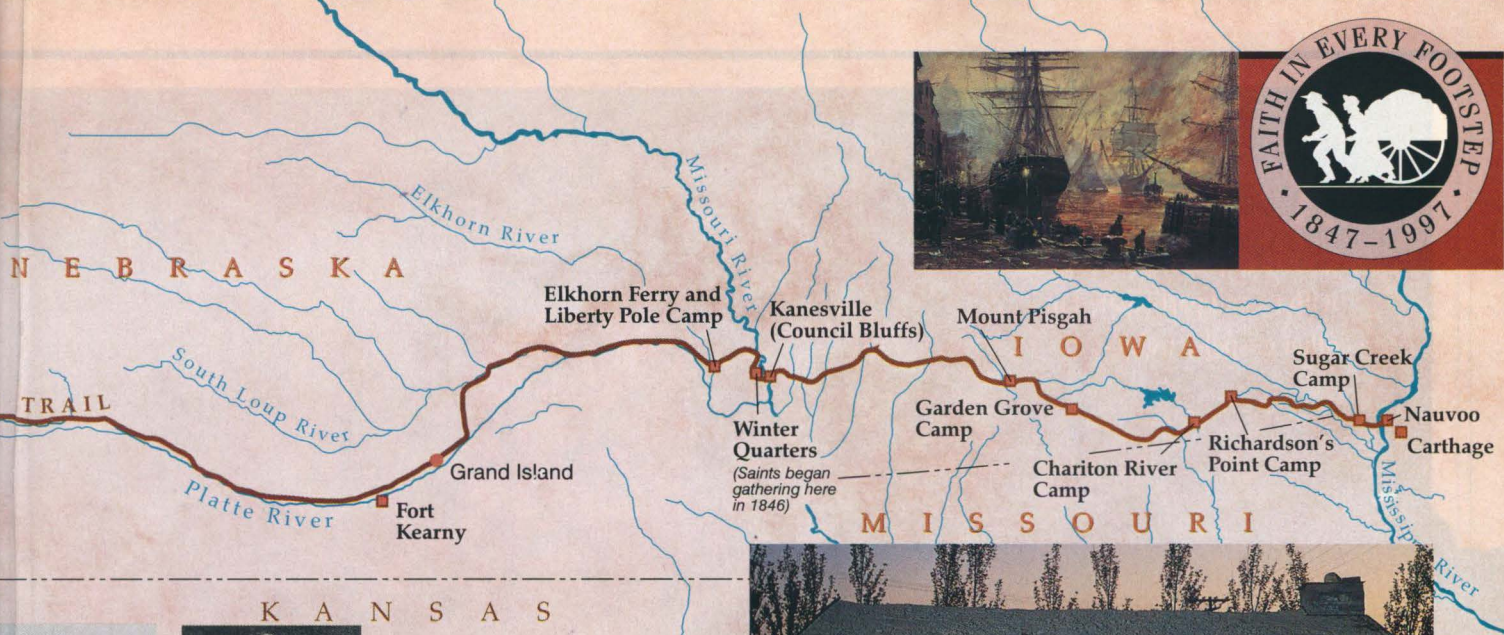 FAITH IN EVERY FOOTSTEP
• 1847–1997 •
Missouri River
Elkhorn River
NEBRASKA
Elkhorn Ferry and
Liberty Pole Camp
Kanesville
(Council Bluffs)
Mount Pisgah
IOWA
Sugar Creek
Camp
South Loup River
TRAIL
Garden Grove
Camp
Nauvoo
Carthage
Winter
Quarters
(Saints began
gathering here
in 1846)
Richardson's
Point Camp
Chariton River
Camp
Grand Island
Platte River
Fort
Kearny
MISSOURI
Mississippi River
KANSAS